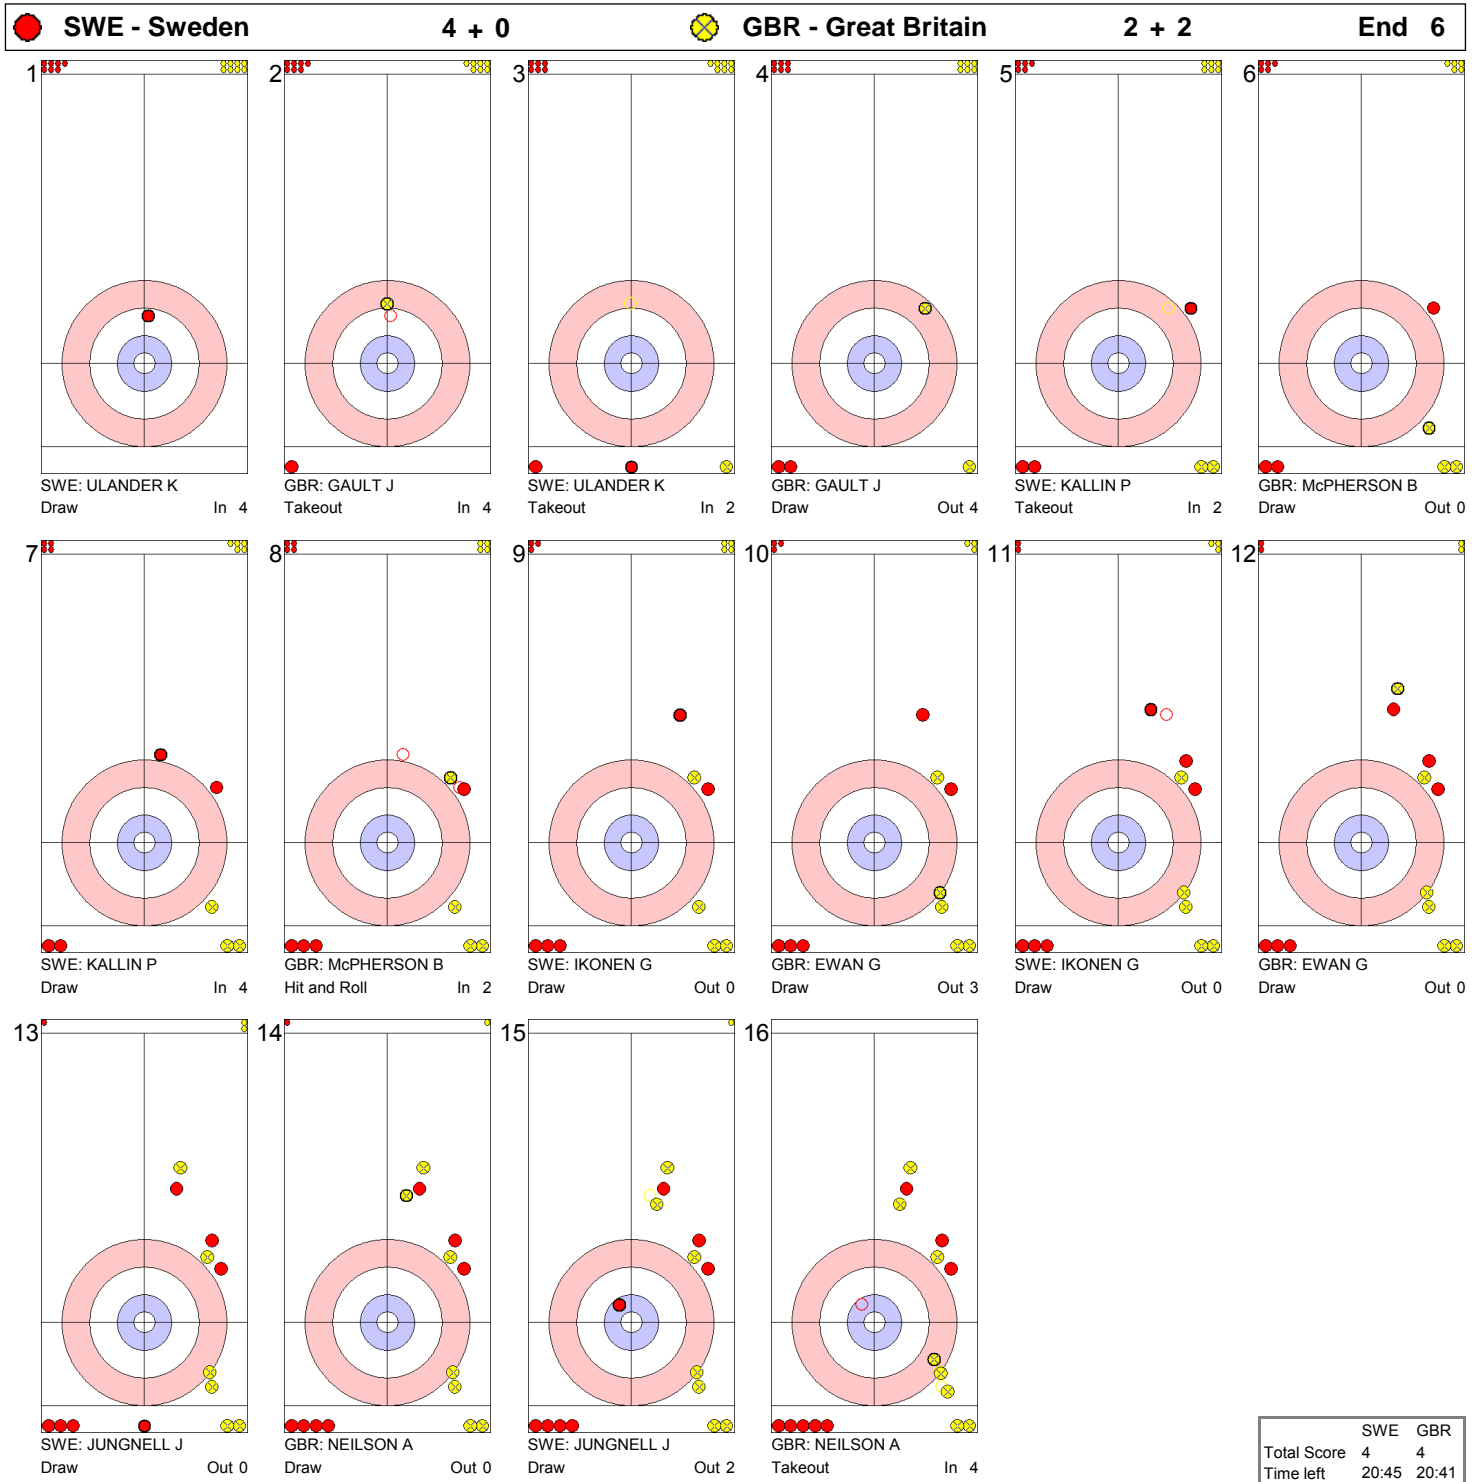 SWE - Sweden 4 + 0 GBR - Great Britain 2 + 2 End 6
1 2 3 4 5 6
SWE: ULANDER K GBR: GAULT J SWE: ULANDER K GBR: GAULT J SWE: KALLIN P GBR: McPHERSON B
Draw In 4 Takeout In 4 Takeout In 2 Draw Out 4 Takeout In 2 Draw Out 0
7 8 9 10 11 12
SWE: KALLIN P GBR: McPHERSON B SWE: IKONEN G GBR: EWAN G SWE: IKONEN G GBR: EWAN G
Draw In 4 Hit and Roll In 2 Draw Out 0 Draw Out 3 Draw Out 0 Draw Out 0
13 14 15 16
SWE: JUNGNELL J GBR: NEILSON A SWE: JUNGNELL J GBR: NEILSON A
Draw Out 0 Draw Out 0 Draw Out 2 Takeout In 4
SWE GBR
Total Score 4 4
Time left 20:45 20:41